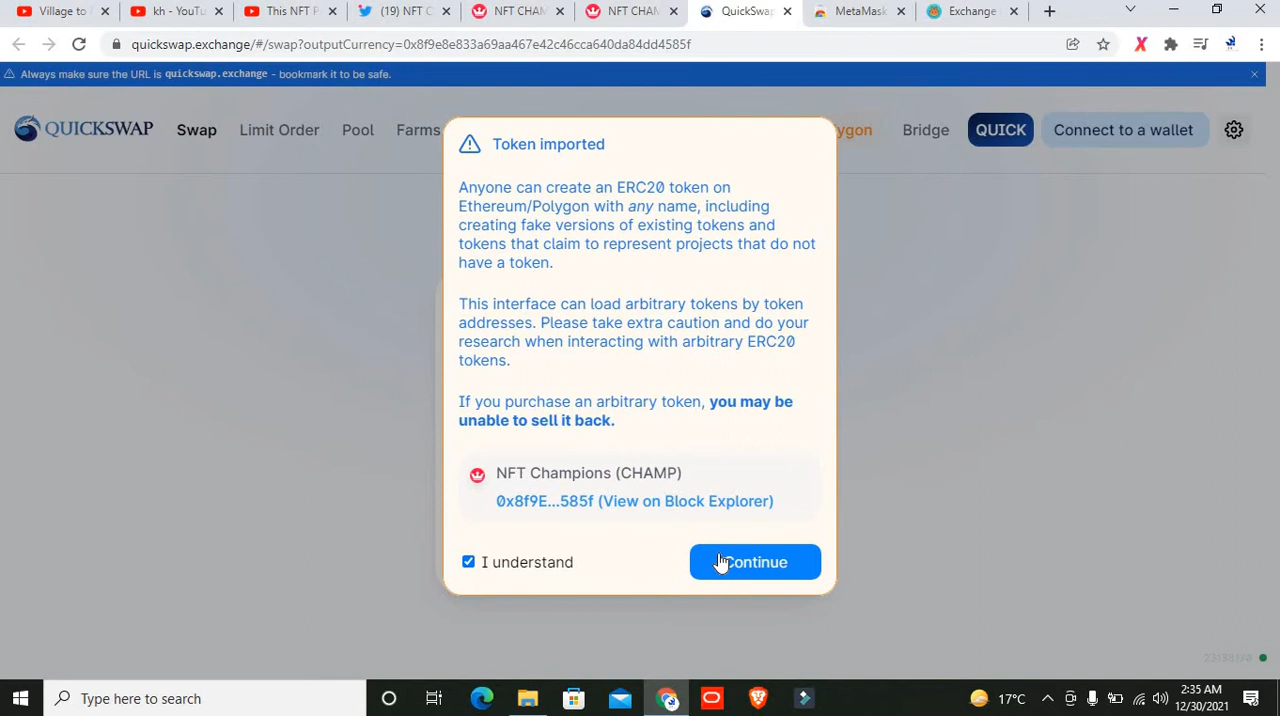 Village to
kh - YouTu
This NFT P
(19) NFT C
NFT CHAM
NFT CHAM
QuickSwap
MetaMask
Exchange
quickswap.exchange/#/swap?outputCurrency=0x8f9e8e833a69aa467e42c46cca640da84dd4585f
Always make sure the URL is quickswap.exchange - bookmark it to be safe.
QUICKSWAP
Swap
Limit Order
Pool
Farms
ygon
Bridge
QUICK
Connect to a wallet
Token imported
Anyone can create an ERC20 token on
Ethereum/Polygon with any name, including
creating fake versions of existing tokens and
tokens that claim to represent projects that do not
have a token.
This interface can load arbitrary tokens by token
addresses. Please take extra caution and do your
research when interacting with arbitrary ERC20
tokens.
If you purchase an arbitrary token, you may be
unable to sell it back.
NFT Champions (CHAMP)
0x8f9E...585f (View on Block Explorer)
I understand
Continue
Type here to search
17°C
2:35 AM
12/30/2021